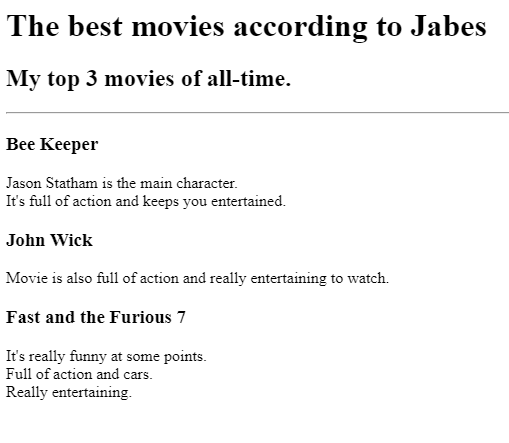 The best movies according to Jabes
My top 3 movies of all-time.
Bee Keeper
Jason Statham is the main character.
It's full of action and keeps you entertained.
John Wick
Movie is also full of action and really entertaining to watch.
Fast and the Furious 7
It's really funny at some points.
Full of action and cars.
Really entertaining.